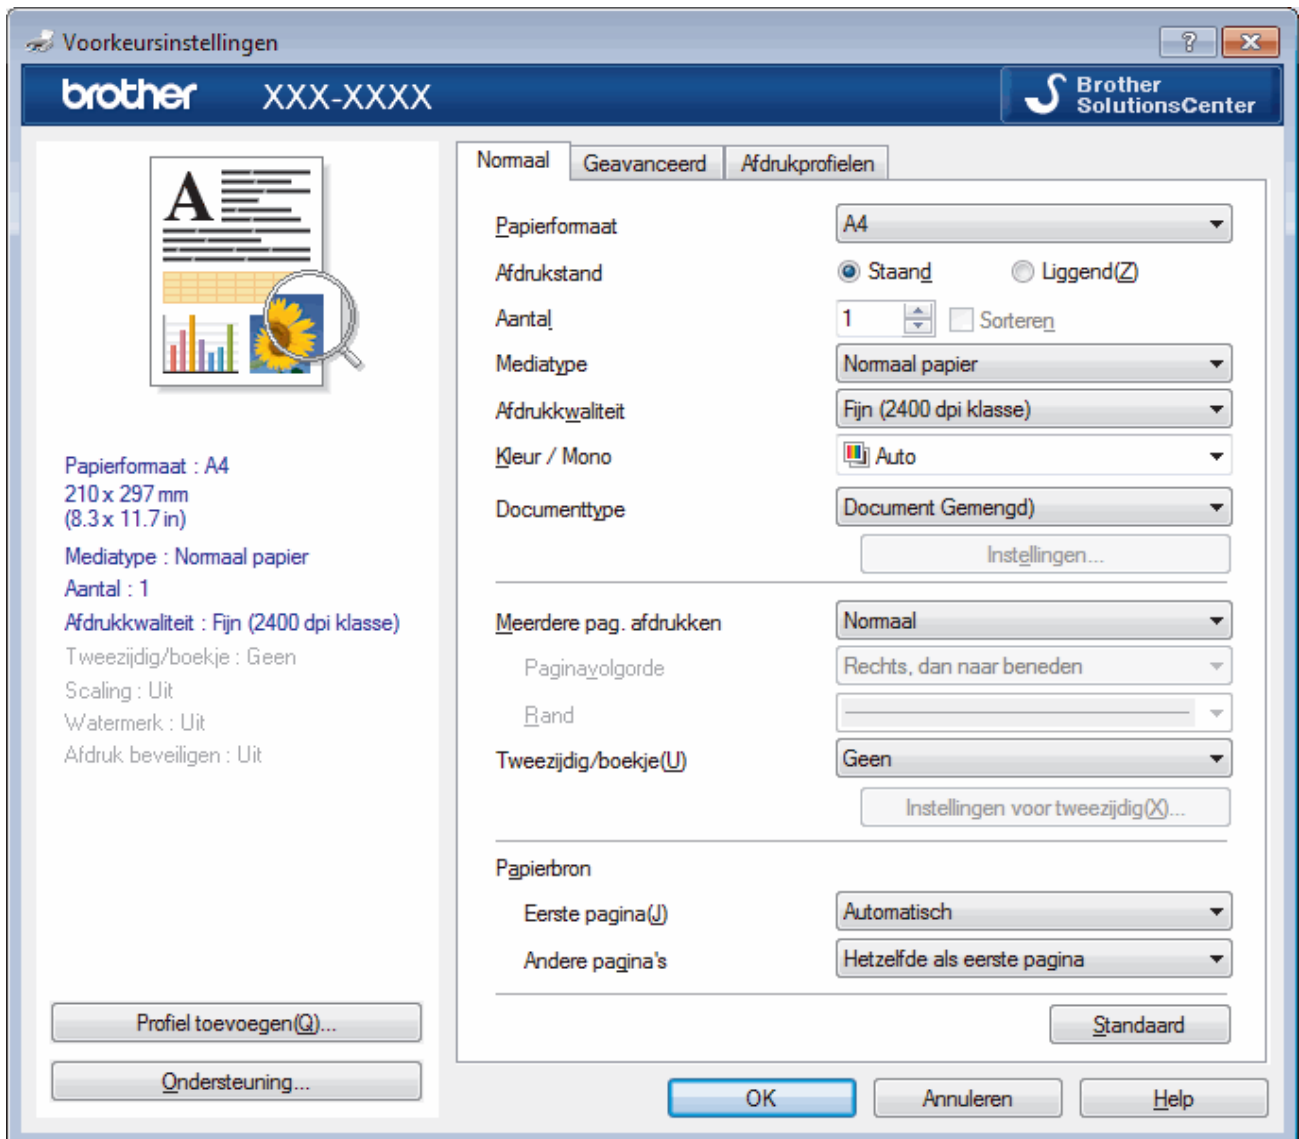 Voorkeursinstellingen
brother XXX-XXXX
Brother
SolutionsCenter
A
Papierformaat : A4
210 x 297 mm
(8.3 x 11.7 in)
Mediatype : Normaal papier
Aantal : 1
Afdrukkwaliteit : Fijn (2400 dpi klasse)
Tweezijdig/boekje : Geen
Scaling : Uit
Watermerk : Uit
Afdruk beveiligen : Uit
Profiel toevoegen(Q)...
Ondersteuning...
Normaal Geavanceerd Afdrukprofielen
Papierformaat A4
Afdrukstand Staand Liggend(Z)
Aantal 1 Sorteren
Mediatype Normaal papier
Afdrukkwaliteit Fijn (2400 dpi klasse)
Kleur / Mono Auto
Documenttype Document Gemengd)
Instellingen...
Meerdere pag. afdrukken Normaal
Paginavolgorde Rechts, dan naar beneden
Rand
Tweezijdig/boekje(U) Geen
Instellingen voor tweezijdig(X)...
Papierbron
Eerste pagina(J) Automatisch
Andere pagina's Hetzelfde als eerste pagina
Standaard
OK Annuleren Help